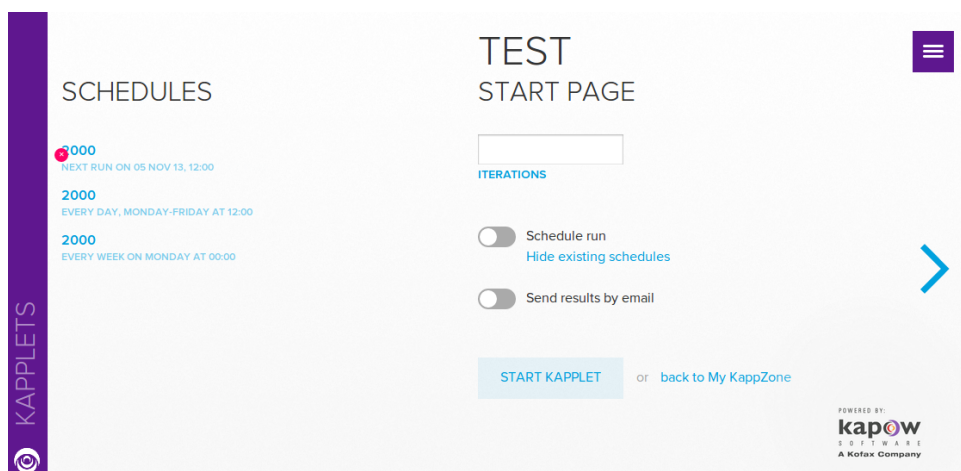 KAPPLETS
SCHEDULES
2000
NEXT RUN ON 05 NOV 13, 12:00
2000
EVERY DAY, MONDAY-FRIDAY AT 12:00
2000
EVERY WEEK ON MONDAY AT 00:00
TEST
START PAGE
ITERATIONS
Schedule run
Hide existing schedules
Send results by email
START KAPPLET or back to My KappZone
POWERED BY:
kapow
SOFTWARE
A Kofax Company